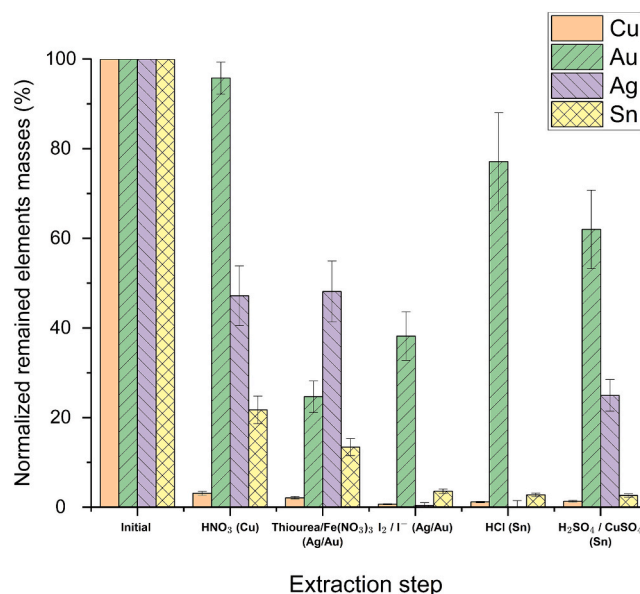 Cu
Au
Ag
Sn
Normalized remained elements masses (%)
100
80
60
40
20
0
Initial
HNO₃ (Cu)
Thiourea/Fe(NO₃)₃
(Ag/Au)
I₂ / I⁻ (Ag/Au)
HCl (Sn)
H₂SO₄ / CuSO₄
(Sn)
Extraction step